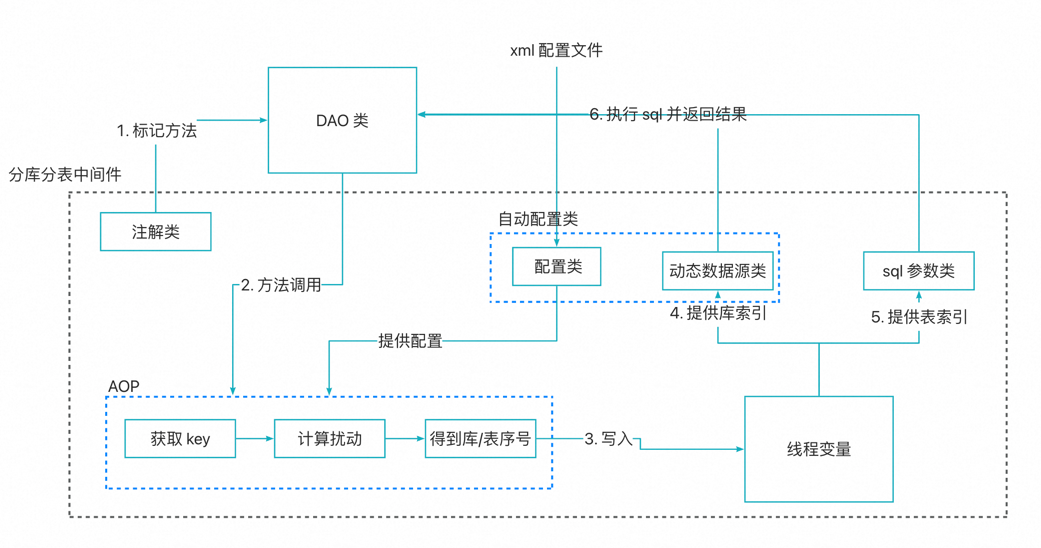 xml 配置文件
DAO 类
6. 执行 sql 并返回结果
1. 标记方法
分库分表中间件
注解类
自动配置类
配置类
动态数据源类
sql 参数类
2. 方法调用
4. 提供库索引
5. 提供表索引
提供配置
AOP
获取 key
计算扰动
得到库/表序号
3. 写入
线程变量